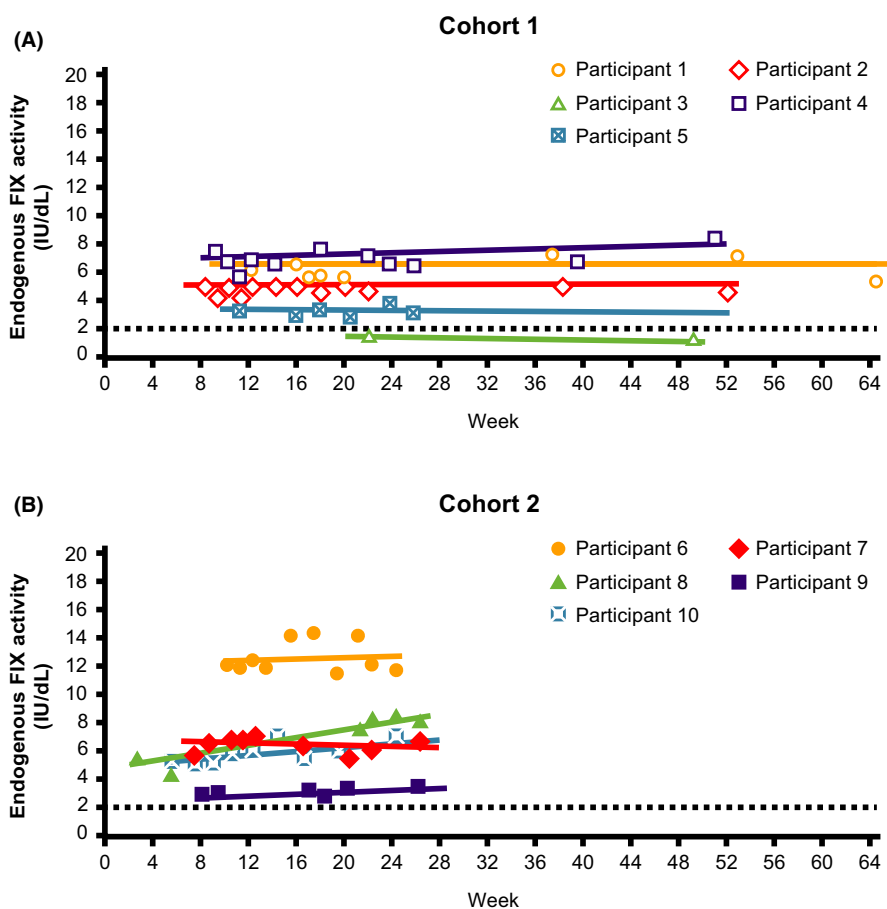 Cohort 1
(A)
Participant 1
Participant 2
Participant 3
Participant 4
Participant 5
Endogenous FIX activity
(IU/dL)
20
18
16
14
12
10
8
6
4
2
0
0 4 8 12 16 20 24 28 32 36 40 44 48 52 56 60 64
Week
Cohort 2
(B)
Participant 6
Participant 7
Participant 8
Participant 9
Participant 10
Endogenous FIX activity
(IU/dL)
20
18
16
14
12
10
8
6
4
2
0
0 4 8 12 16 20 24 28 32 36 40 44 48 52 56 60 64
Week